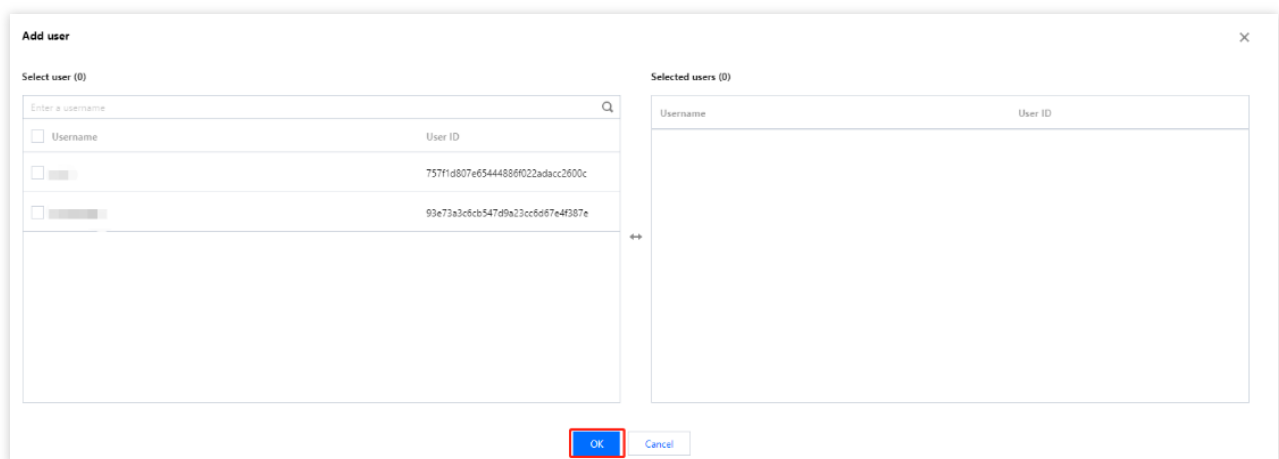 Add user
Select user (0)
Selected users (0)
Enter a username
Username
User ID
Username
User ID
757f1d807e65444886f022adacc2600c
93e73a3c6cb547d9a23cc6d67e4f387e
OK
Cancel